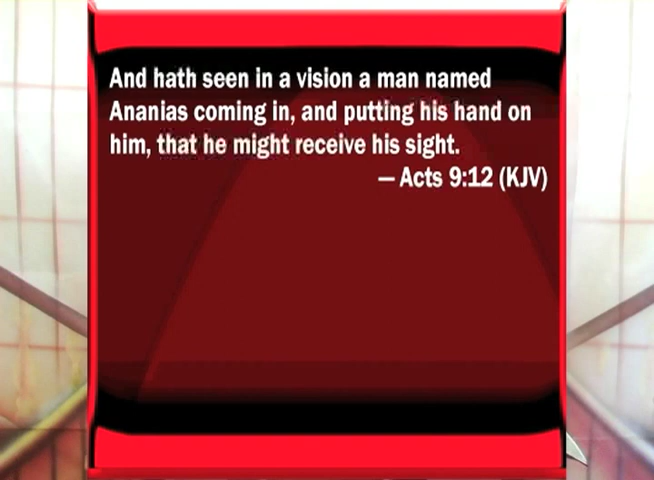 And hath seen in a vision a man named
Ananias coming in, and putting his hand on
him, that he might receive his sight.
— Acts 9:12 (KJV)